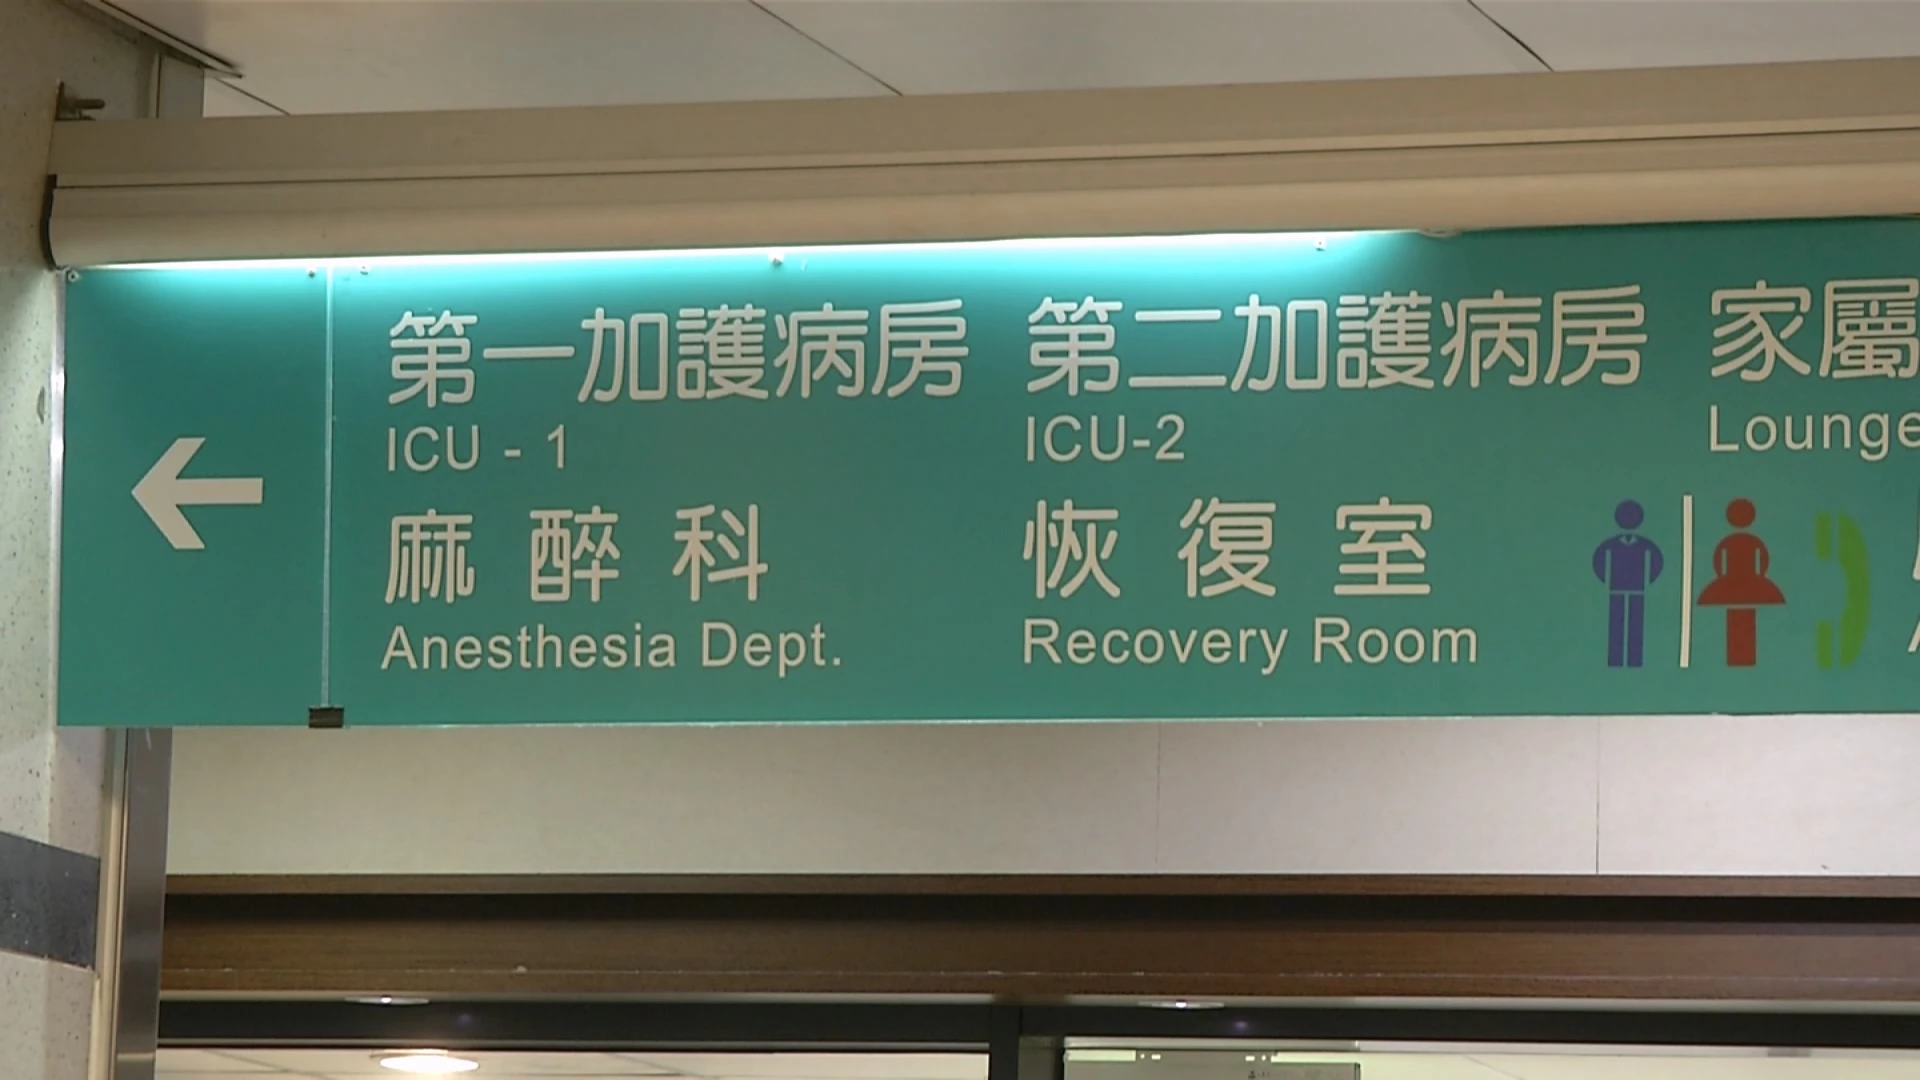 第一加護病房 第二加護病房 家屬
ICU - 1 ICU-2 Lounge
麻醉科 恢復室
Anesthesia Dept. Recovery Room